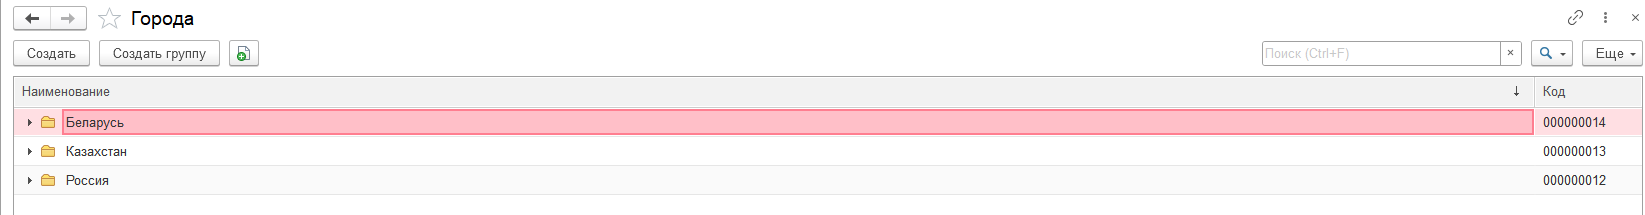 Города
Создать Создать группу Поиск (Ctrl+F) × Еще
Наименование ↓ Код
Беларусь 000000014
Казахстан 000000013
Россия 000000012